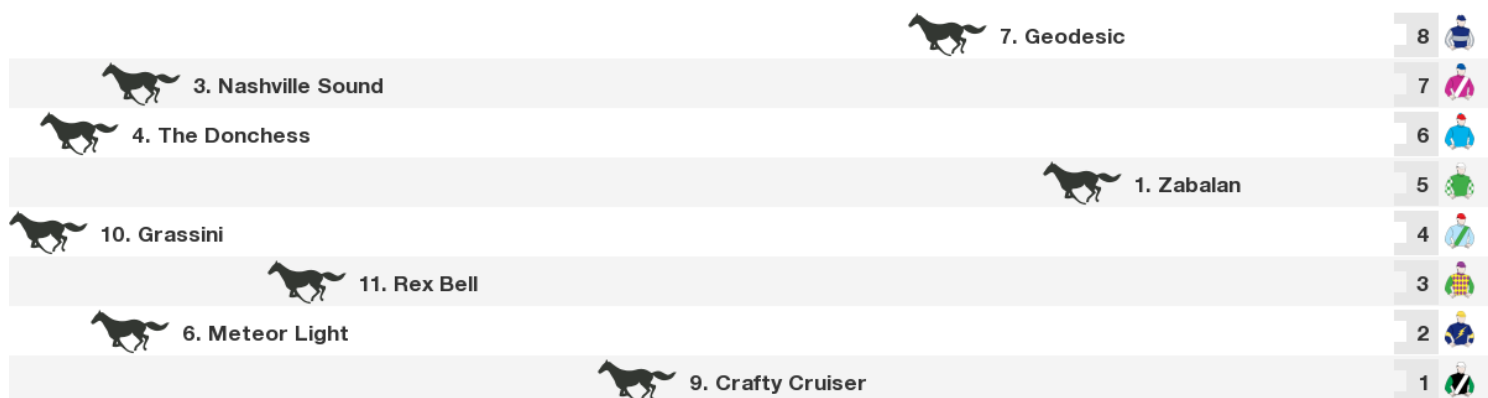 7. Geodesic 8
3. Nashville Sound 7
4. The Donchess 6
1. Zabalan 5
10. Grassini 4
11. Rex Bell 3
6. Meteor Light 2
9. Crafty Cruiser 1